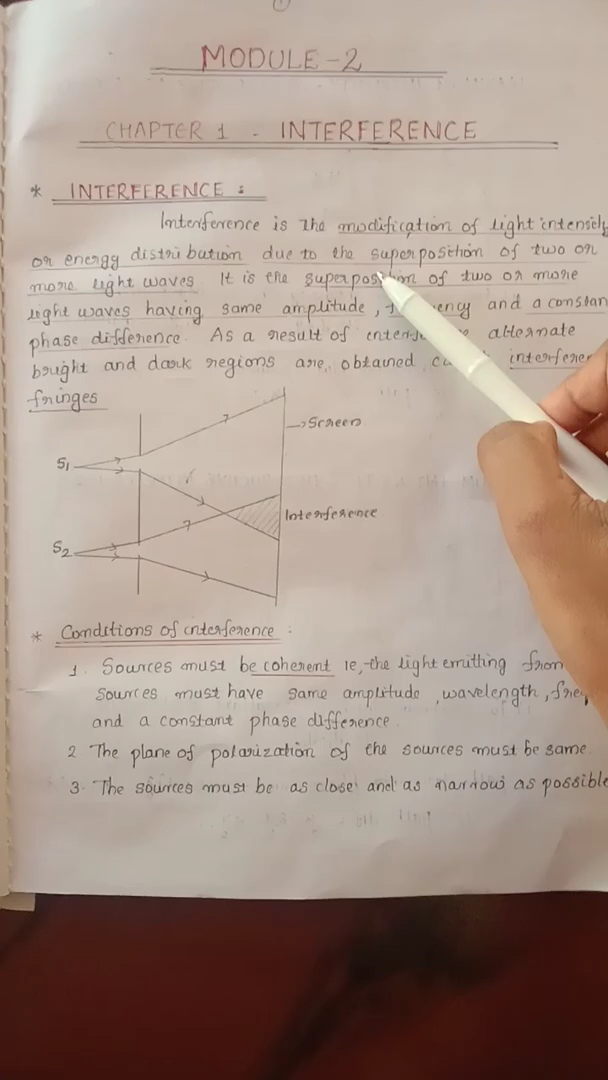 1
MODULE-2
CHAPTER 1 - INTERFERENCE
* INTERFERENCE :
Interference is the modification of light intensely
or energy distribution due to the superposition of two or
more light waves It is the superposition of two or more
light waves having same amplitude, and a constan
phase difference. As a result of alternate
bright and dark regions are obtained interferen
fringes
→Screen
S1
Interference
S2
* Conditions of interference :
1. Sources must be coherent ie, the light emitting from
sources must have same amplitude, wavelength, freq
and a constant phase difference.
2 The plane of polarization of the sources must be same
3. The sources must be as close and as narrow as possible